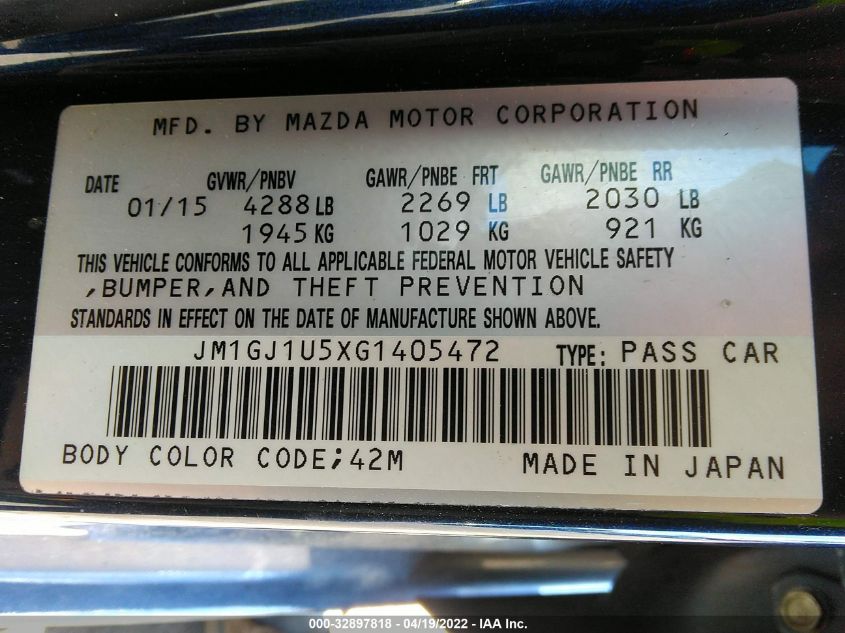 MFD. BY MAZDA MOTOR CORPORATION
DATE GVWR/PNBV GAWR/PNBE FRT GAWR/PNBE RR
01/15 4288 LB 2269 LB 2030 LB
1945 KG 1029 KG 921 KG
THIS VEHICLE CONFORMS TO ALL APPLICABLE FEDERAL MOTOR VEHICLE SAFETY
,BUMPER,AND THEFT PREVENTION
STANDARDS IN EFFECT ON THE DATE OF MANUFACTURE SHOWN ABOVE.
JM1GJ1U5XG1405472 TYPE: PASS CAR
BODY COLOR CODE;42M MADE IN JAPAN
000-32897818 - 04/19/2022 - IAA Inc.